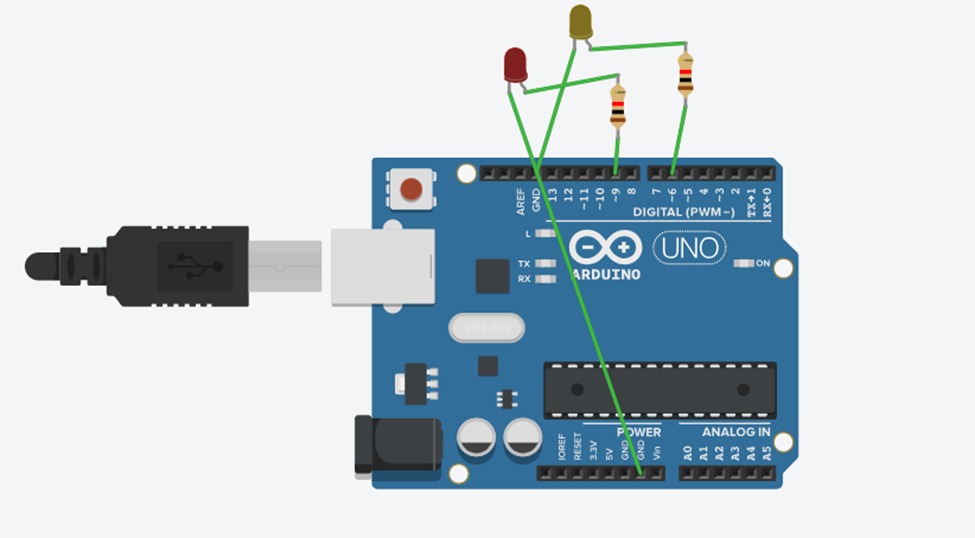 AREF
GND
13
12
~11
~10
~9
8
7
~6
~5
4
~3
2
TX→1
RX←0
DIGITAL (PWM~)
L
TX
RX
ARDUINO
UNO
ON
POWER
ANALOG IN
IOREF
RESET
3.3V
5V
GND
GND
Vin
A0
A1
A2
A3
A4
A5